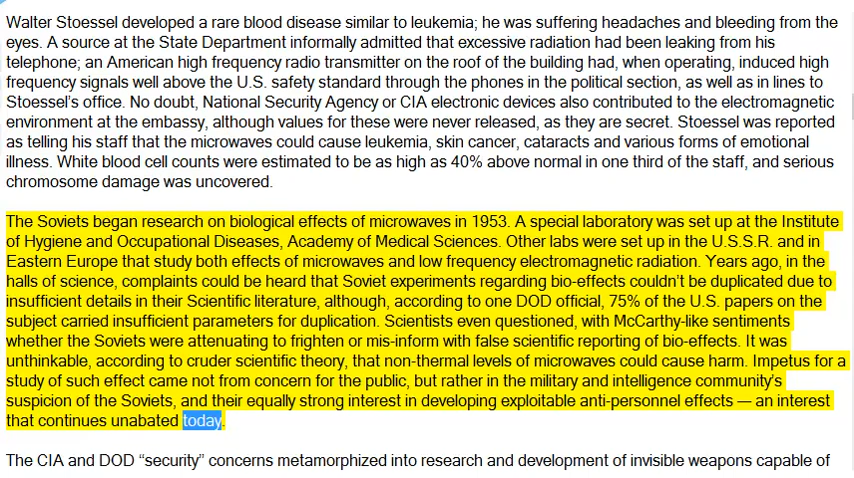 Walter Stoessel developed a rare blood disease similar to leukemia; he was suffering headaches and bleeding from the
eyes. A source at the State Department informally admitted that excessive radiation had been leaking from his
telephone; an American high frequency radio transmitter on the roof of the building had, when operating, induced high
frequency signals well above the U.S. safety standard through the phones in the political section, as well as in lines to
Stoessel's office. No doubt, National Security Agency or CIA electronic devices also contributed to the electromagnetic
environment at the embassy, although values for these were never released, as they are secret. Stoessel was reported
as telling his staff that the microwaves could cause leukemia, skin cancer, cataracts and various forms of emotional
illness. White blood cell counts were estimated to be as high as 40% above normal in one third of the staff, and serious
chromosome damage was uncovered.
The Soviets began research on biological effects of microwaves in 1953. A special laboratory was set up at the Institute
of Hygiene and Occupational Diseases, Academy of Medical Sciences. Other labs were set up in the U.S.S.R. and in
Eastern Europe that study both effects of microwaves and low frequency electromagnetic radiation. Years ago, in the
halls of science, complaints could be heard that Soviet experiments regarding bio-effects couldn't be duplicated due to
insufficient details in their Scientific literature, although, according to one DOD official, 75% of the U.S. papers on the
subject carried insufficient parameters for duplication. Scientists even questioned, with McCarthy-like sentiments
whether the Soviets were attenuating to frighten or mis-inform with false scientific reporting of bio-effects. It was
unthinkable, according to cruder scientific theory, that non-thermal levels of microwaves could cause harm. Impetus for a
study of such effect came not from concern for the public, but rather in the military and intelligence community's
suspicion of the Soviets, and their equally strong interest in developing exploitable anti-personnel effects — an interest
that continues unabated today.
The CIA and DOD “security” concerns metamorphized into research and development of invisible weapons capable of